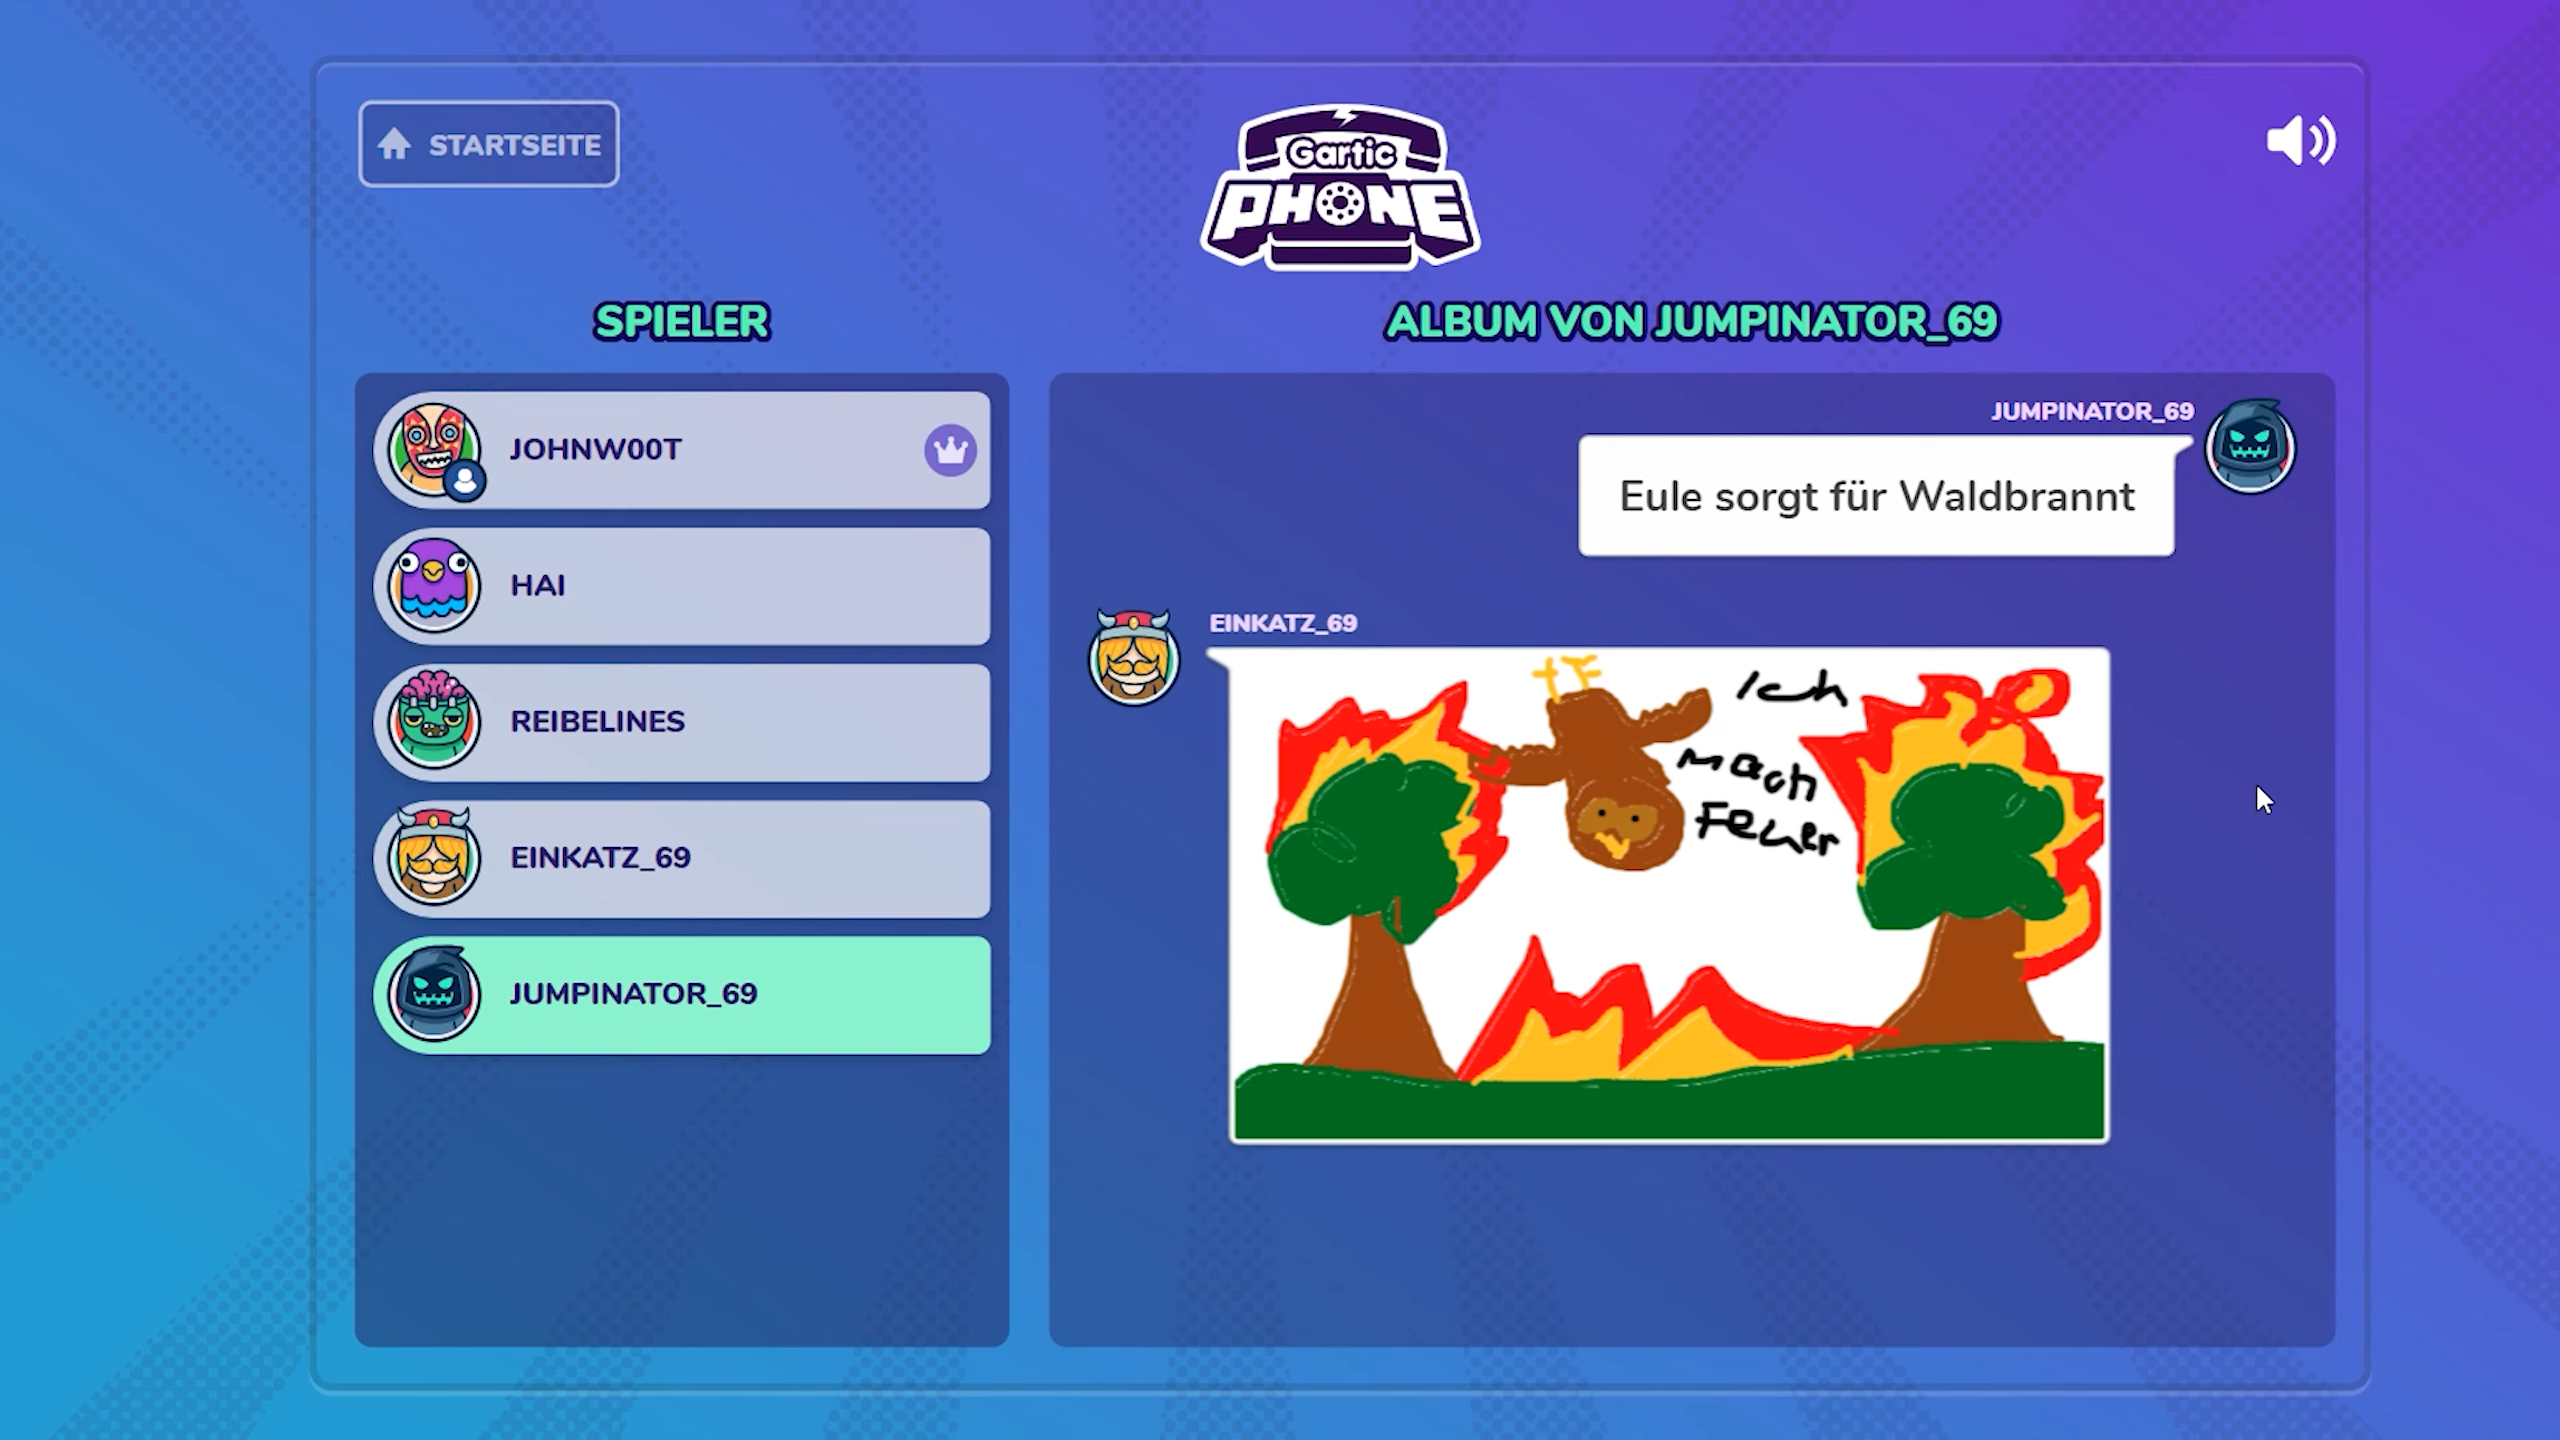 STARTSEITE
Gartic
PHONE
SPIELER
ALBUM VON JUMPINATOR_69
JOHNW00T
HAI
REIBELINES
EINKATZ_69
JUMPINATOR_69
JUMPINATOR_69
Eule sorgt für Waldbrannt
EINKATZ_69
Ich
mach
Feuer